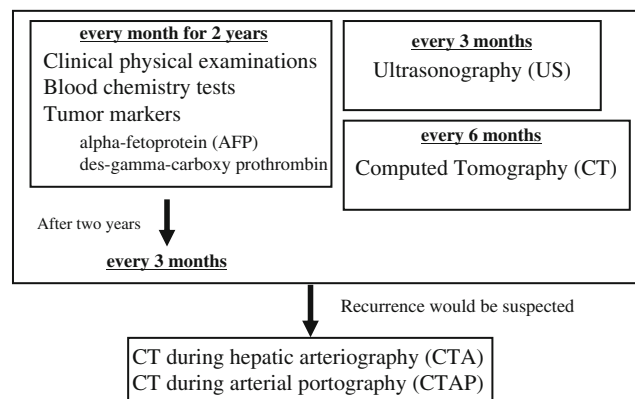 every month for 2 years
Clinical physical examinations
Blood chemistry tests
Tumor markers
alpha-fetoprotein (AFP)
des-gamma-carboxy prothrombin
After two years
every 3 months
every 3 months
Ultrasonography (US)
every 6 months
Computed Tomography (CT)
Recurrence would be suspected
CT during hepatic arteriography (CTA)
CT during arterial portography (CTAP)